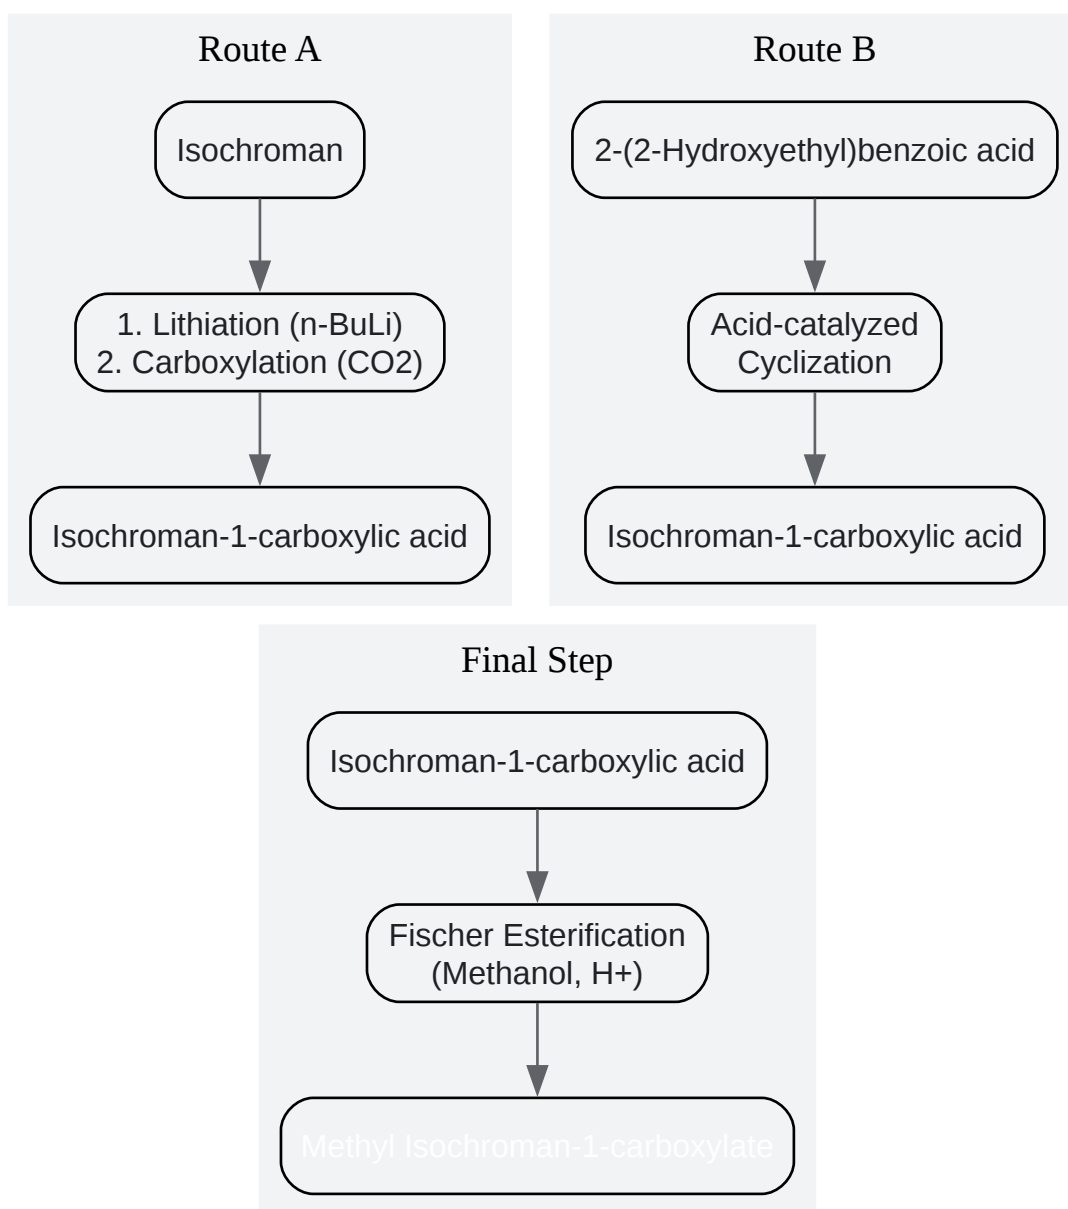 Route A
Isochroman
1. Lithiation (n-BuLi)
2. Carboxylation (CO2)
Isochroman-1-carboxylic acid
Route B
2-(2-Hydroxyethyl)benzoic acid
Acid-catalyzed
Cyclization
Isochroman-1-carboxylic acid
Final Step
Isochroman-1-carboxylic acid
Fischer Esterification
(Methanol, H+)
Methyl Isochroman-1-carboxylate